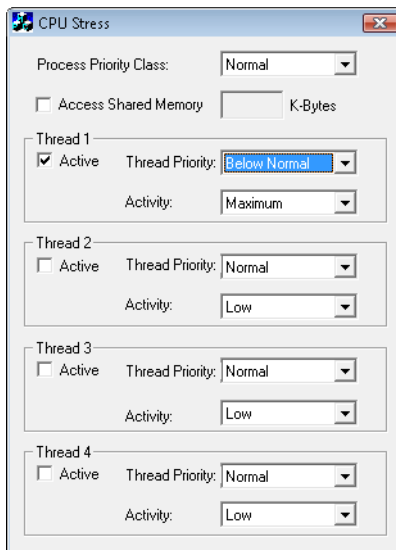 CPU Stress
Process Priority Class: Normal
Access Shared Memory K-Bytes
Thread 1
Active Thread Priority: Below Normal
Activity: Maximum
Thread 2
Active Thread Priority: Normal
Activity: Low
Thread 3
Active Thread Priority: Normal
Activity: Low
Thread 4
Active Thread Priority: Normal
Activity: Low